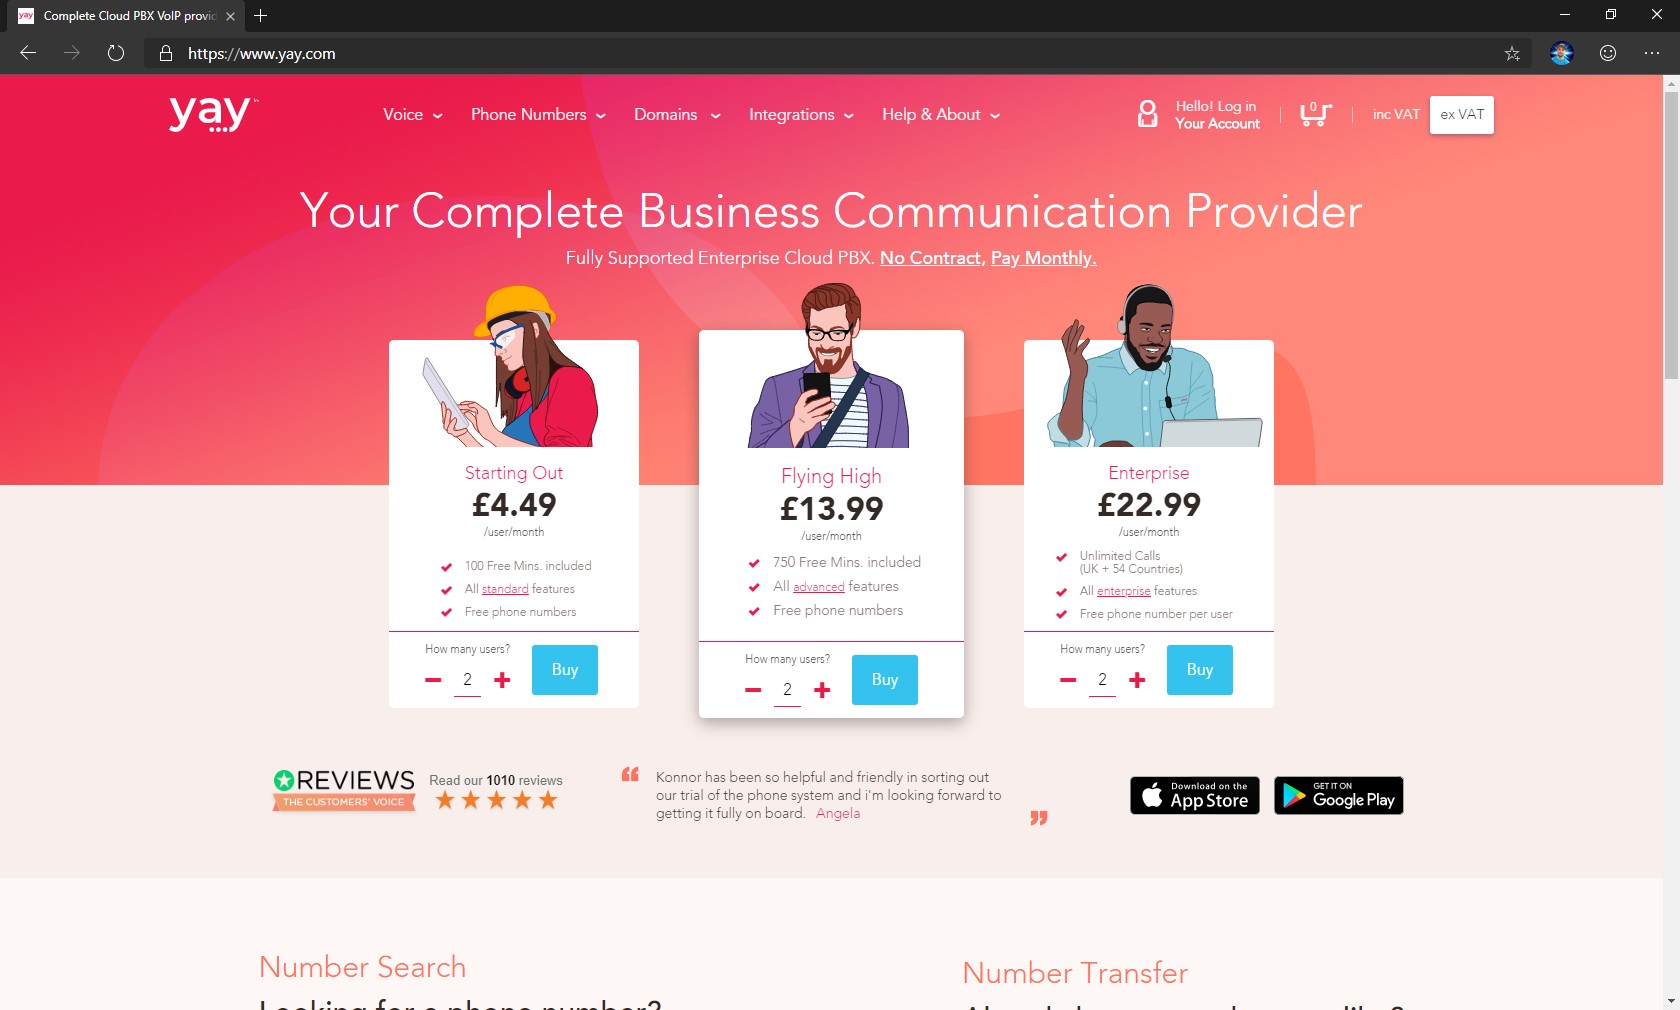 yay
Complete Cloud PBX VoIP provi
https://www.yay.com
yay
Voice
Phone Numbers
Domains
Integrations
Help & About
Hello! Log in
Your Account
0
inc VAT
ex VAT
Your Complete Business Communication Provider
Fully Supported Enterprise Cloud PBX. No Contract, Pay Monthly.
Starting Out
£4.49
/user/month
100 Free Mins. included
All standard features
Free phone numbers
How many users?
2
Buy
Flying High
£13.99
/user/month
750 Free Mins. included
All advanced features
Free phone numbers
How many users?
2
Buy
Enterprise
£22.99
/user/month
Unlimited Calls
(UK + 54 Countries)
All enterprise features
Free phone number per user
How many users?
2
Buy
REVIEWS
THE CUSTOMERS' VOICE
Read our 1010 reviews
“ Konnor has been so helpful and friendly in sorting out
our trial of the phone system and i'm looking forward to
getting it fully on board. Angela ”
Download on the
App Store
GET IT ON
Google Play
Number Search
Looking for a phone number?
Number Transfer